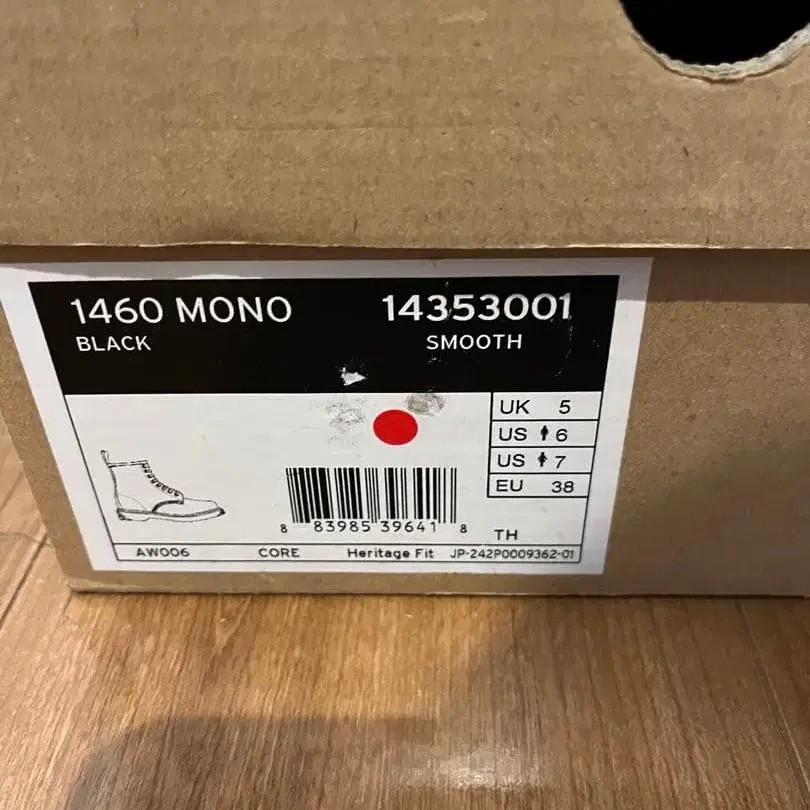 1460 MONO 14353001
BLACK SMOOTH
UK 5
US 6
US 7
EU 38
8 83985 39641 8
TH
AW006 CORE Heritage Fit JP-242P0009362-01